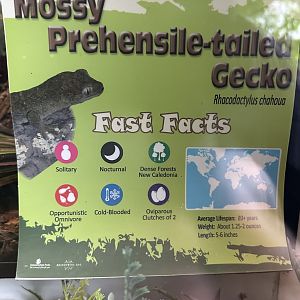 Mossy
Prehensile-tailed
Gecko
Rhacodactylus chahoua
Fast Facts
Solitary
Nocturnal
Dense Forests
New Caledonia
Opportunistic
Omnivore
Cold-Blooded
Oviparous
Clutches of 2
Average Lifespan: 20+ years
Weight: About 1.25-2 ounces
Length: 5-6 inches